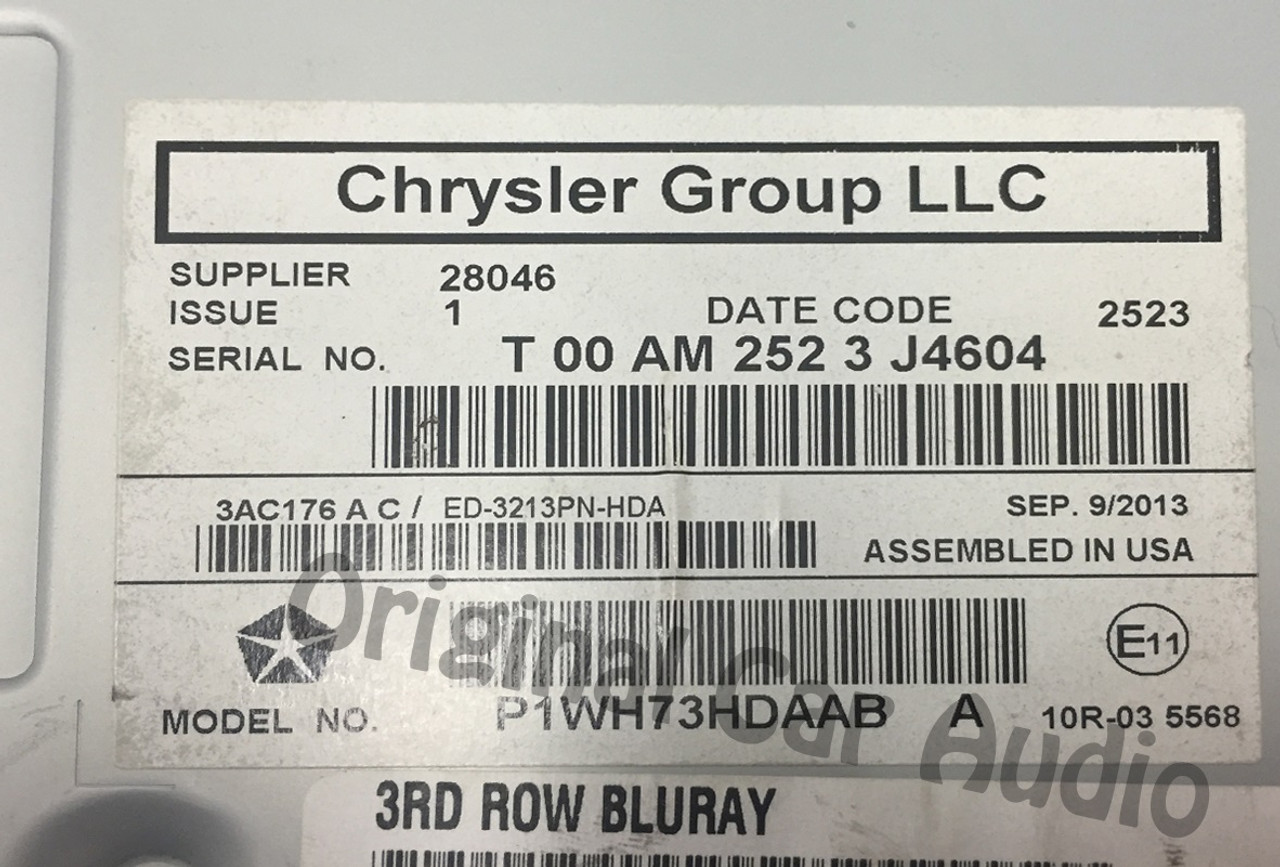 Chrysler Group LLC
SUPPLIER 28046
ISSUE 1 DATE CODE 2523
SERIAL NO. T 00 AM 252 3 J4604
3AC176 A C / ED-3213PN-HDA SEP. 9/2013
ASSEMBLED IN USA
E11
MODEL NO. P1WH73HDAAB A 10R-03 5568
Original Car Audio
3RD ROW BLURAY